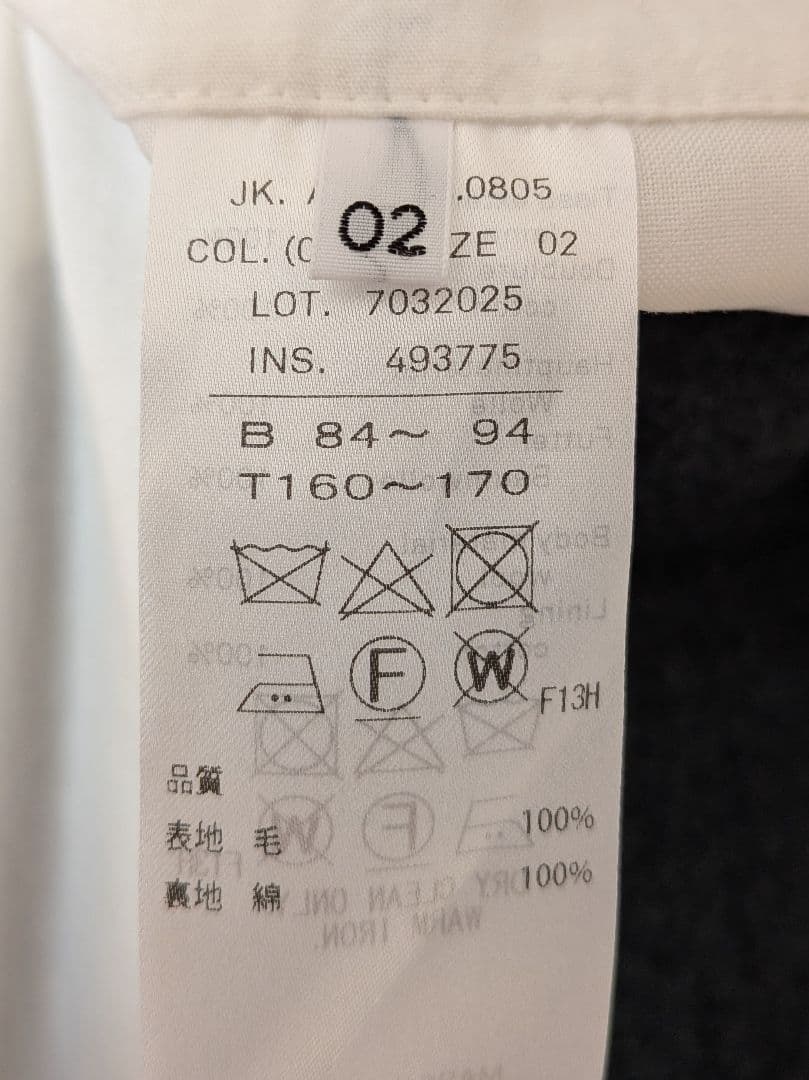 02
JK. .0805
COL. (C ZE 02
LOT. 7032025
INS. 493775
B 84～ 94
T160～170
F W F13H
品質
表地 毛 100%
裏地 綿 100%